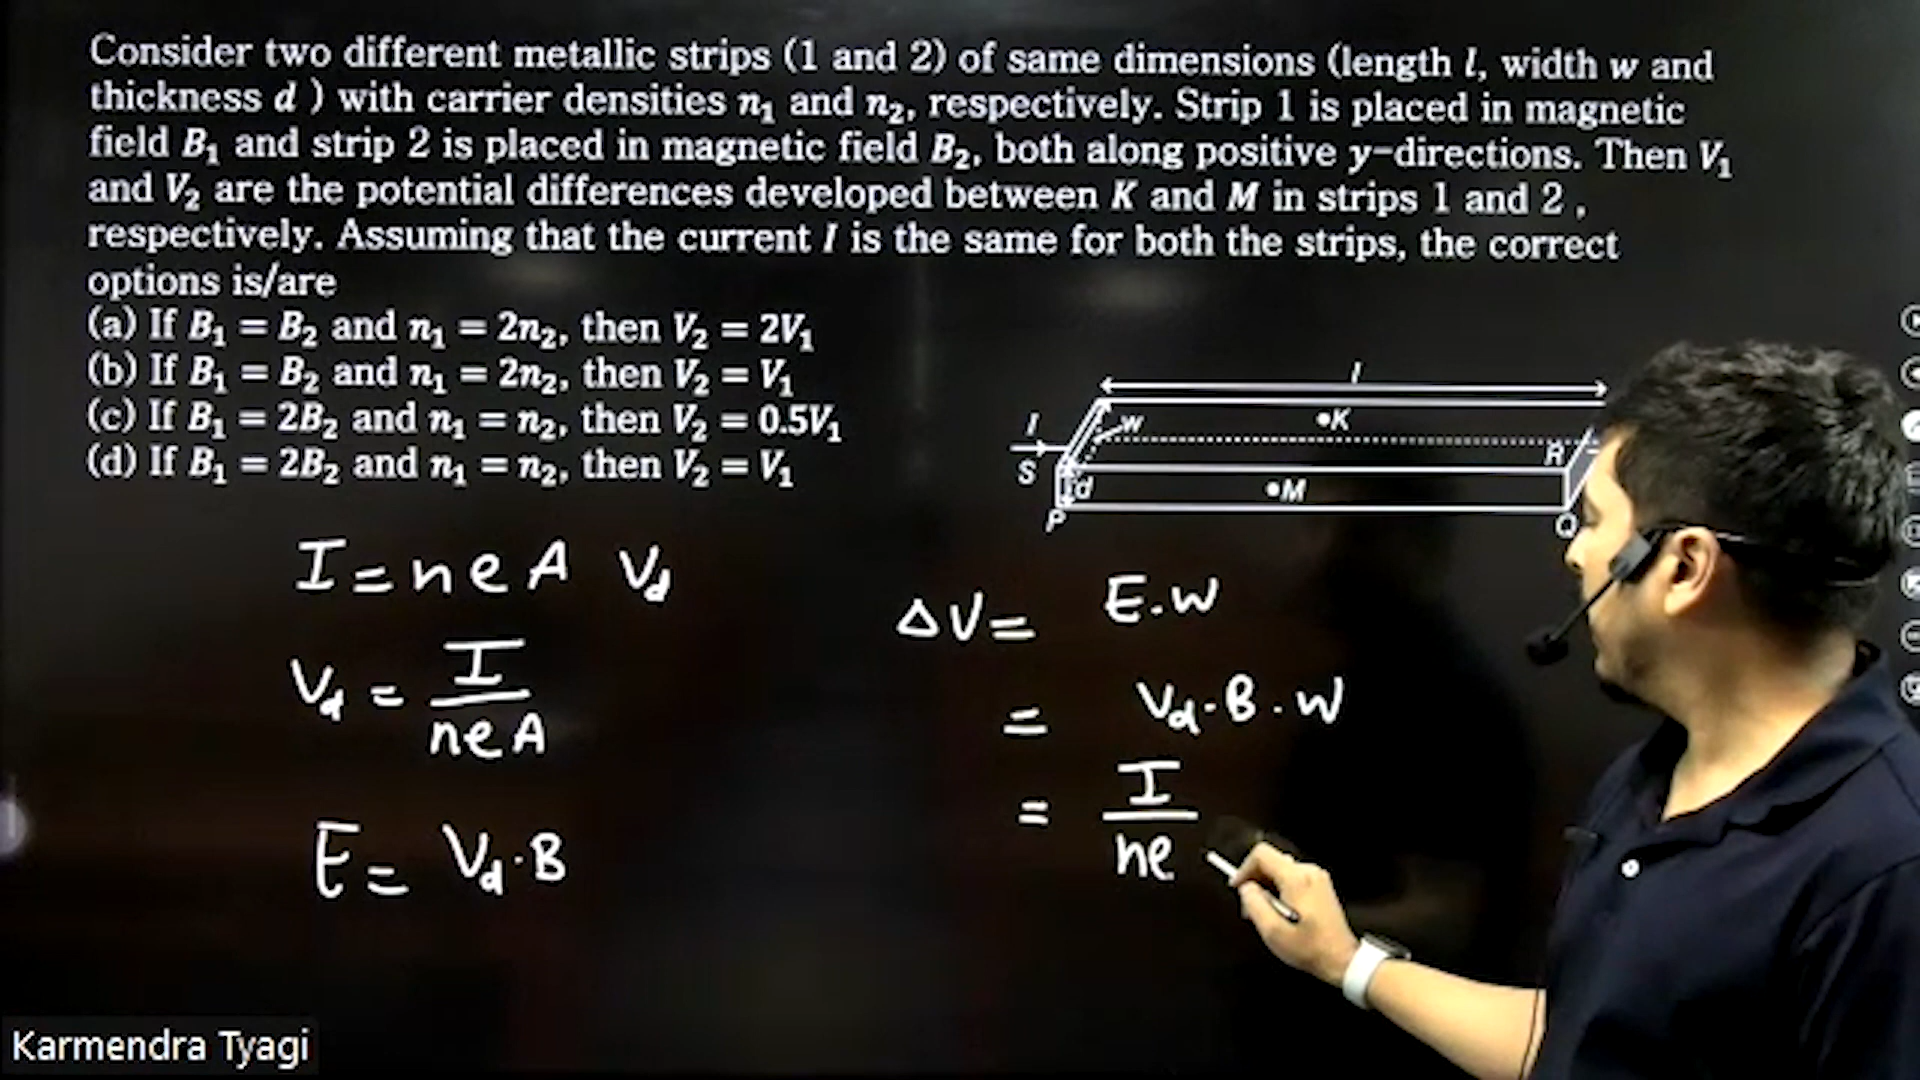 Consider two different metallic strips (1 and 2) of same dimensions (length l, width w and
thickness d ) with carrier densities n₁ and n₂, respectively. Strip 1 is placed in magnetic
field B₁ and strip 2 is placed in magnetic field B₂, both along positive y-directions. Then V₁
and V₂ are the potential differences developed between K and M in strips 1 and 2 ,
respectively. Assuming that the current I is the same for both the strips, the correct
options is/are
(a) If B₁ = B₂ and n₁ = 2n₂, then V₂ = 2V₁
(b) If B₁ = B₂ and n₁ = 2n₂, then V₂ = V₁
(c) If B₁ = 2B₂ and n₁ = n₂, then V₂ = 0.5V₁
(d) If B₁ = 2B₂ and n₁ = n₂, then V₂ = V₁
l
I
w
•K
R
S
d
•M
P
Q
I = n e A V_d
V_d = I / neA
E = V_d · B
ΔV = E . W
= V_d . B . W
= I / ne
Karmendra Tyagi